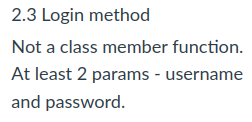 2.3 Login method
Not a class member function.
At least 2 params - username
and password.